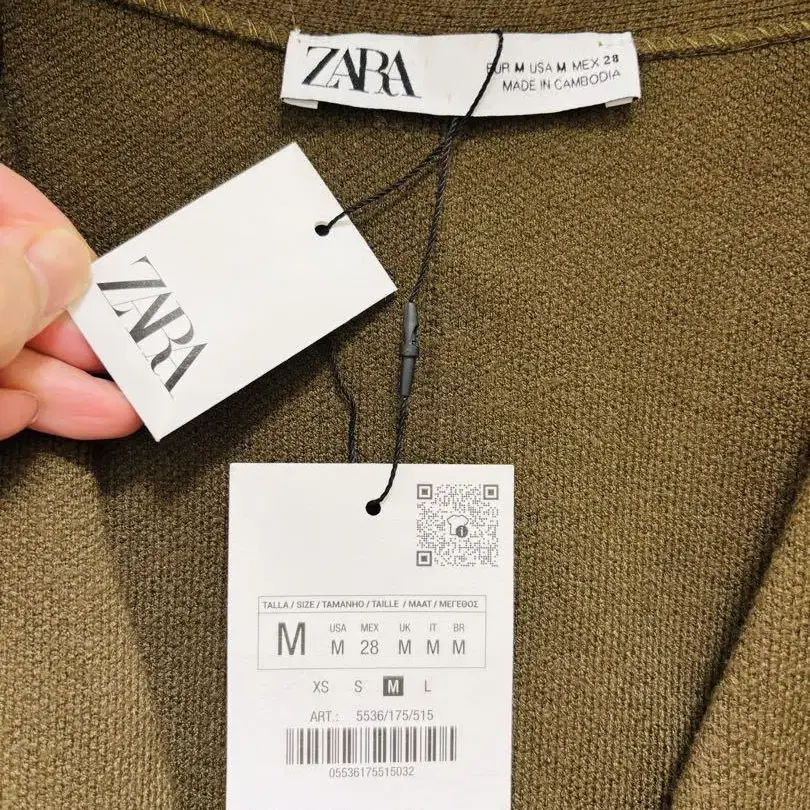 ZARA
EUR M USA M MEX 28
MADE IN CAMBODIA
ZARA
TALLA / SIZE / TAMANHO / TAILLE / MAAT / ΜΕΓΕΘΟΣ
M
USA MEX UK IT BR
M 28 M M M
XS S M L
ART.: 5536/175/515
05536175515032